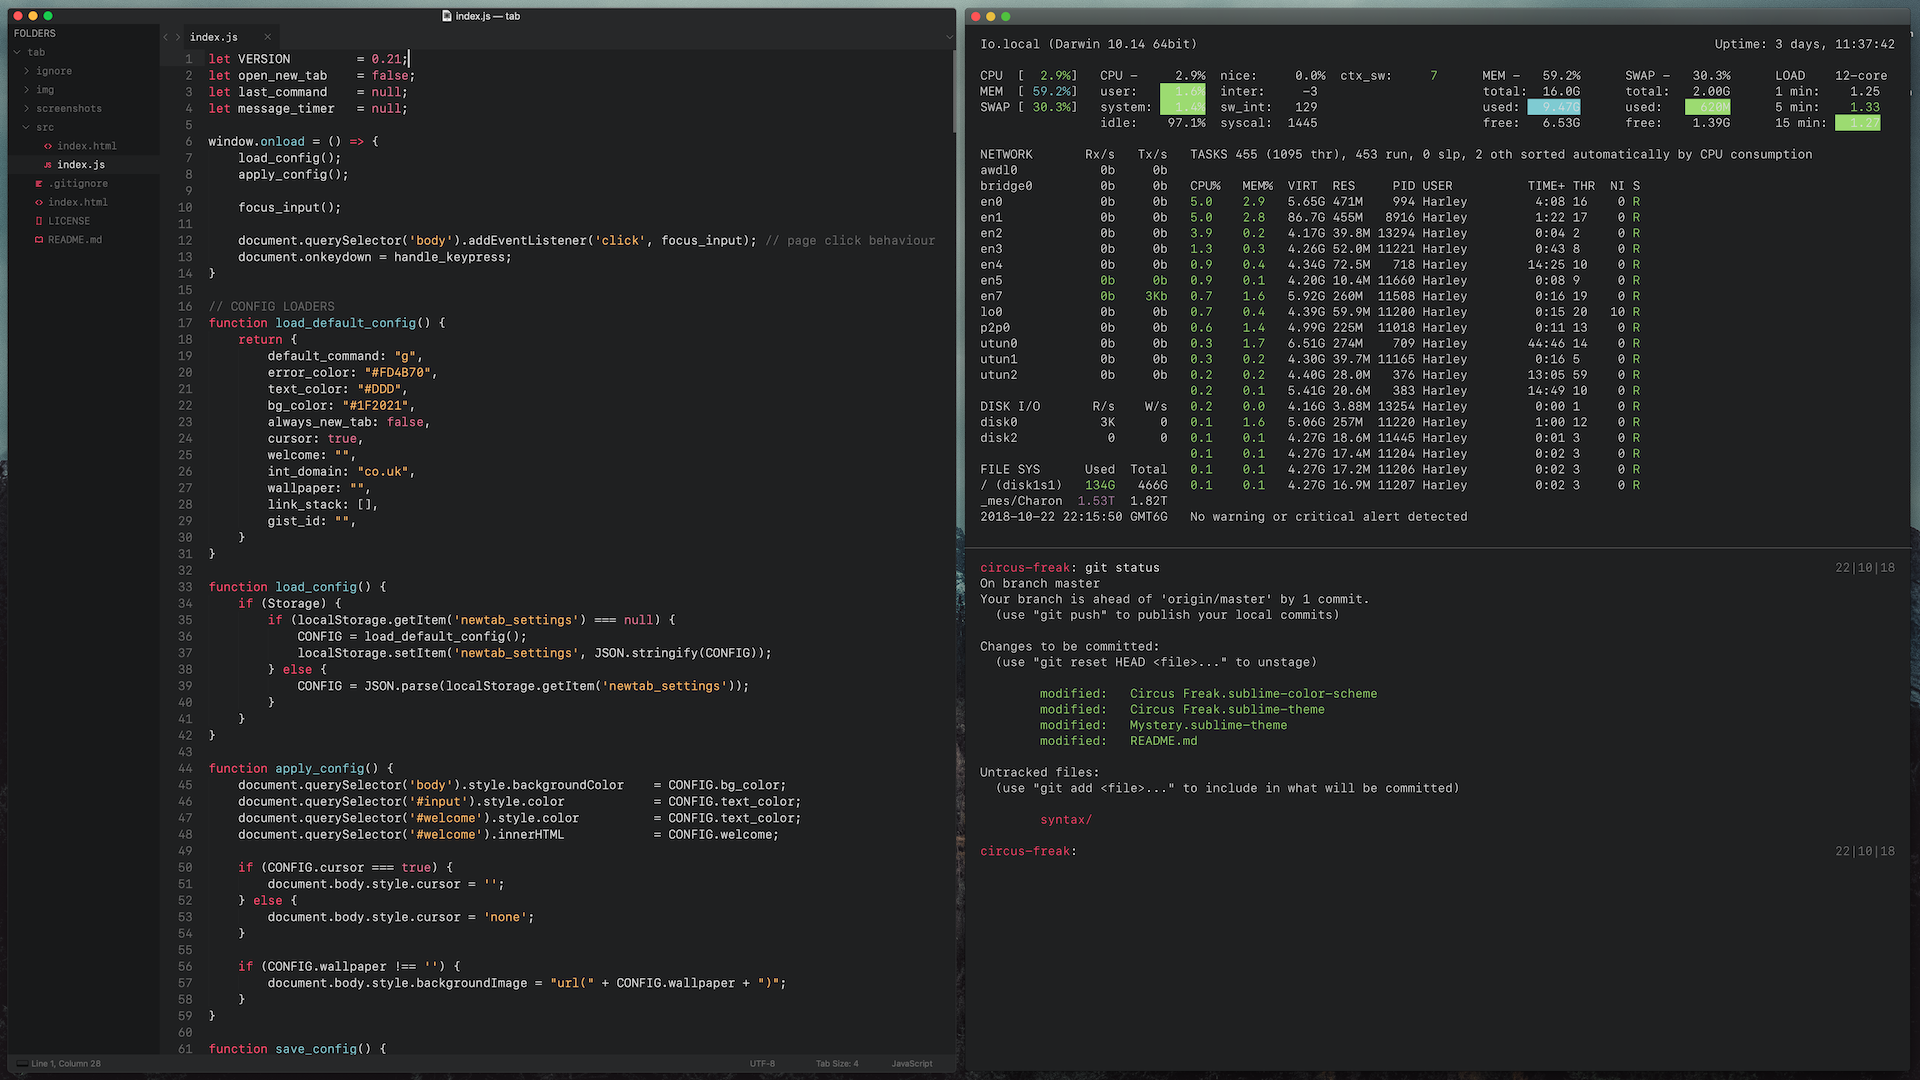 index.js — tab
FOLDERS
tab
ignore
img
screenshots
src
index.html
index.js
.gitignore
index.html
LICENSE
README.md
index.js
1 let VERSION         = 0.21;
2 let open_new_tab    = false;
3 let last_command    = null;
4 let message_timer   = null;
5
6 window.onload = () => {
7     load_config();
8     apply_config();
9
10     focus_input();
11
12     document.querySelector('body').addEventListener('click', focus_input); // page click behaviour
13     document.onkeydown = handle_keypress;
14 }
15
16 // CONFIG LOADERS
17 function load_default_config() {
18     return {
19         default_command: "g",
20         error_color: "#FD4B70",
21         text_color: "#DDD",
22         bg_color: "#1F2021",
23         always_new_tab: false,
24         cursor: true,
25         welcome: "",
26         int_domain: "co.uk",
27         wallpaper: "",
28         link_stack: [],
29         gist_id: "",
30     }
31 }
32
33 function load_config() {
34     if (Storage) {
35         if (localStorage.getItem('newtab_settings') === null) {
36             CONFIG = load_default_config();
37             localStorage.setItem('newtab_settings', JSON.stringify(CONFIG));
38         } else {
39             CONFIG = JSON.parse(localStorage.getItem('newtab_settings'));
40         }
41     }
42 }
43
44 function apply_config() {
45     document.querySelector('body').style.backgroundColor    = CONFIG.bg_color;
46     document.querySelector('#input').style.color            = CONFIG.text_color;
47     document.querySelector('#welcome').style.color          = CONFIG.text_color;
48     document.querySelector('#welcome').innerHTML            = CONFIG.welcome;
49
50     if (CONFIG.cursor === true) {
51         document.body.style.cursor = '';
52     } else {
53         document.body.style.cursor = 'none';
54     }
55
56     if (CONFIG.wallpaper !== '') {
57         document.body.style.backgroundImage = "url(" + CONFIG.wallpaper + ")";
58     }
59 }
60
61 function save_config() {
Line 1, Column 28 UTF-8 Tab Size: 4 JavaScript
Io.local (Darwin 10.14 64bit) Uptime: 3 days, 11:37:42
CPU [ 2.9%] CPU – 2.9% nice: 0.0% ctx_sw: 7 MEM – 59.2% SWAP – 30.3% LOAD 12-core
MEM [ 59.2%] user: 1.6% inter: -3 total: 16.0G total: 2.00G 1 min: 1.25
SWAP [ 30.3%] system: 1.4% sw_int: 129 used: 9.47G used: 620M 5 min: 1.33
idle: 97.1% syscal: 1445 free: 6.53G free: 1.39G 15 min: 1.27
NETWORK Rx/s Tx/s TASKS 455 (1095 thr), 453 run, 0 slp, 2 oth sorted automatically by CPU consumption
awdl0 0b 0b
bridge0 0b 0b CPU% MEM% VIRT RES PID USER TIME+ THR NI S
en0 0b 0b 5.0 2.9 5.65G 471M 994 Harley 4:08 16 0 R
en1 0b 0b 5.0 2.8 86.7G 455M 8916 Harley 1:22 17 0 R
en2 0b 0b 3.9 0.2 4.17G 39.8M 13294 Harley 0:04 2 0 R
en3 0b 0b 1.3 0.3 4.26G 52.0M 11221 Harley 0:43 8 0 R
en4 0b 0b 0.9 0.4 4.34G 72.5M 718 Harley 14:25 10 0 R
en5 0b 0b 0.9 0.1 4.20G 10.4M 11660 Harley 0:08 9 0 R
en7 0b 3Kb 0.7 1.6 5.92G 260M 11508 Harley 0:16 19 0 R
lo0 0b 0b 0.7 0.4 4.39G 59.9M 11200 Harley 0:15 20 10 R
p2p0 0b 0b 0.6 1.4 4.99G 225M 11018 Harley 0:11 13 0 R
utun0 0b 0b 0.3 1.7 6.51G 274M 709 Harley 44:46 14 0 R
utun1 0b 0b 0.3 0.2 4.30G 39.7M 11165 Harley 0:16 5 0 R
utun2 0b 0b 0.2 0.2 4.40G 28.0M 376 Harley 13:05 59 0 R
0.2 0.1 5.41G 20.6M 383 Harley 14:49 10 0 R
DISK I/O R/s W/s 0.2 0.0 4.16G 3.88M 13254 Harley 0:00 1 0 R
disk0 3K 0 0.1 1.6 5.06G 257M 11220 Harley 1:00 12 0 R
disk2 0 0 0.1 0.1 4.27G 18.6M 11445 Harley 0:01 3 0 R
0.1 0.1 4.27G 17.4M 11204 Harley 0:02 3 0 R
FILE SYS Used Total 0.1 0.1 4.27G 17.2M 11206 Harley 0:02 3 0 R
/ (disk1s1) 134G 466G 0.1 0.1 4.27G 16.9M 11207 Harley 0:02 3 0 R
_mes/Charon 1.53T 1.82T
2018-10-22 22:15:50 GMT6G No warning or critical alert detected
circus-freak: git status 22|10|18
On branch master
Your branch is ahead of 'origin/master' by 1 commit.
(use "git push" to publish your local commits)
Changes to be committed:
(use "git reset HEAD <file>..." to unstage)
modified:   Circus Freak.sublime-color-scheme
modified:   Circus Freak.sublime-theme
modified:   Mystery.sublime-theme
modified:   README.md
Untracked files:
(use "git add <file>..." to include in what will be committed)
syntax/
circus-freak: 22|10|18